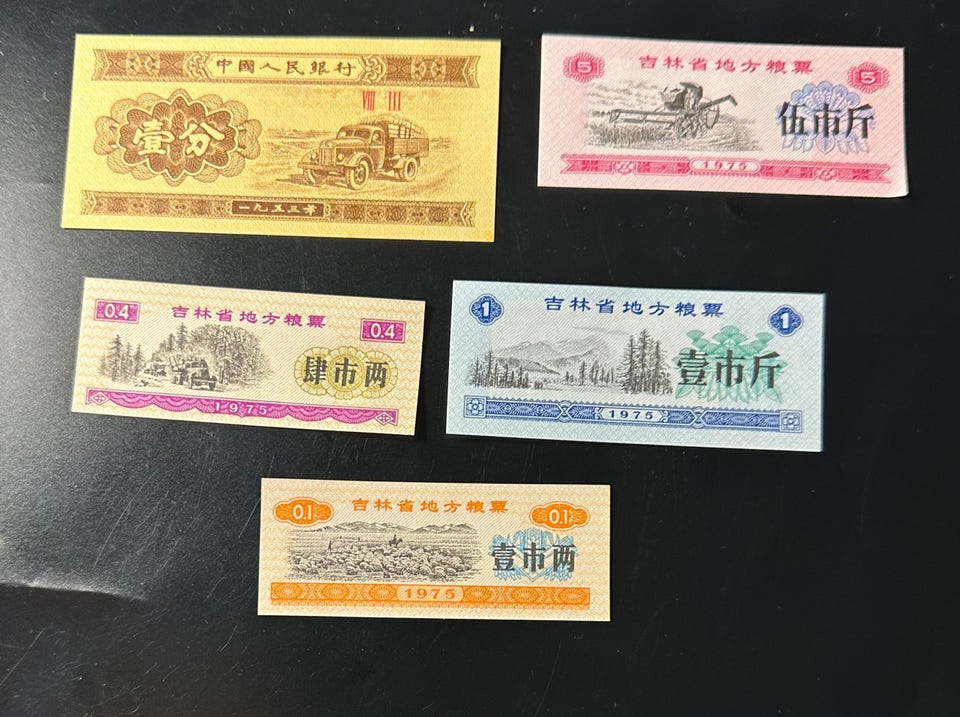 中國人民銀行
VIII III
壹分
一九五三年
吉林省地方粮票
5 5
伍市斤
1975
吉林省地方粮票
0.4 0.4
肆市两
1975
吉林省地方粮票
1 1
壹市斤
1975
吉林省地方粮票
0.1 0.1
壹市两
1975